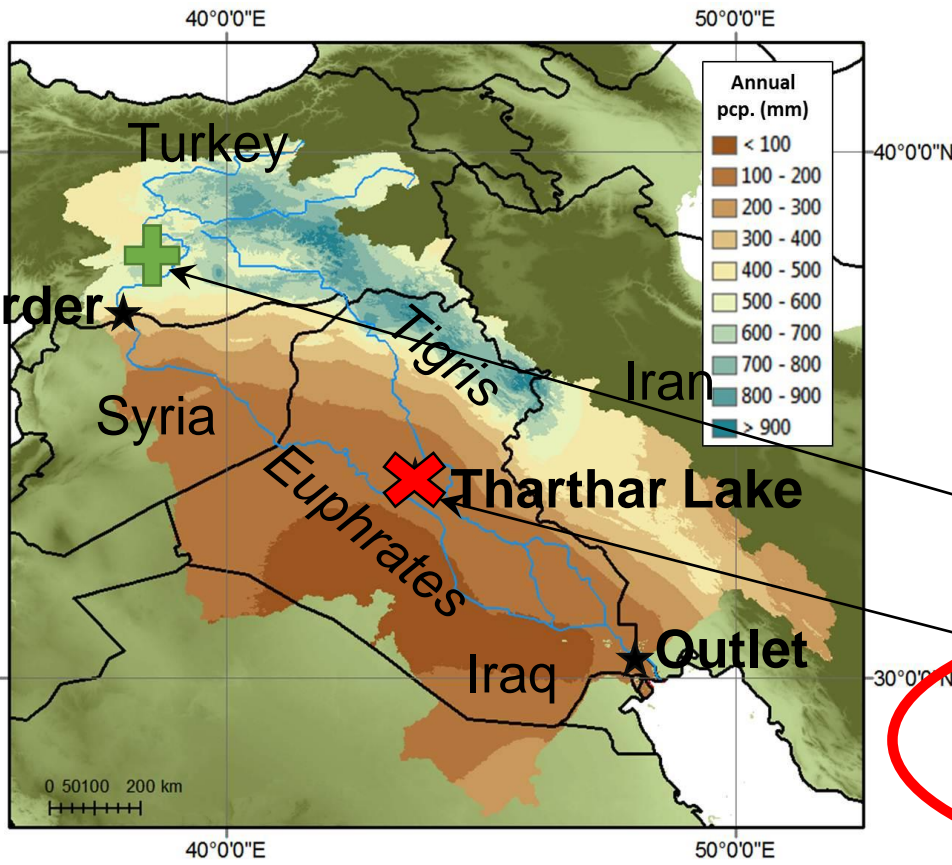 40°0'0"E
50°0'0"E
Annual
pcp. (mm)
< 100
100 - 200
200 - 300
300 - 400
400 - 500
500 - 600
600 - 700
700 - 800
800 - 900
> 900
40°0'0"N
Turkey
rder
Tigris
Iran
Syria
Tharthar Lake
Euphrates
Outlet
Iraq
30°0'0"N
0 50100 200 km
40°0'0"E
50°0'0"E